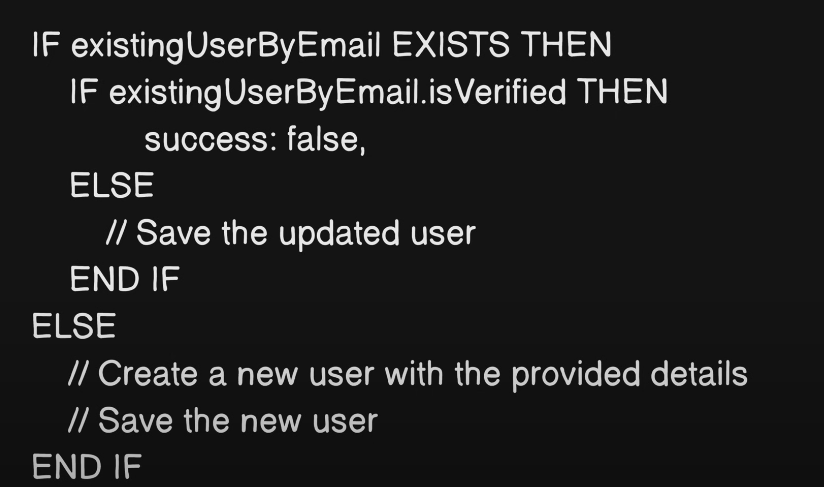 IF existingUserByEmail EXISTS THEN
IF existingUserByEmail.isVerified THEN
success: false,
ELSE
// Save the updated user
END IF
ELSE
// Create a new user with the provided details
// Save the new user
END IF